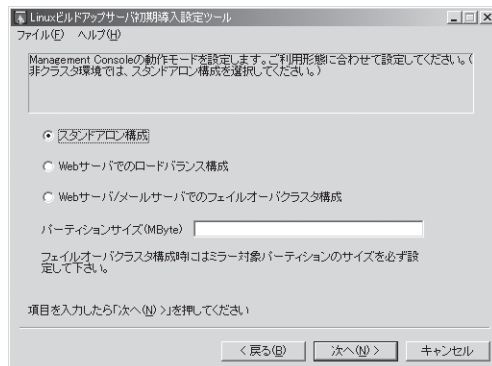 Linuxビルドアップサーバ初期導入設定ツール
ファイル(F) ヘルプ(H)
Management Consoleの動作モードを設定します。ご利用形態に合わせて設定してください。(
非クラスタ環境では、スタンドアロン構成を選択してください。)
スタンドアロン構成
Webサーバでのロードバランス構成
Webサーバ/メールサーバでのフェイルオーバクラスタ構成
パーティションサイズ(MByte)
フェイルオーバクラスタ構成時にはミラー対象パーティションのサイズを必ず設
定して下さい。
項目を入力したら「次へ(N) >」を押してください
< 戻る(B) 次へ(N) > キャンセル